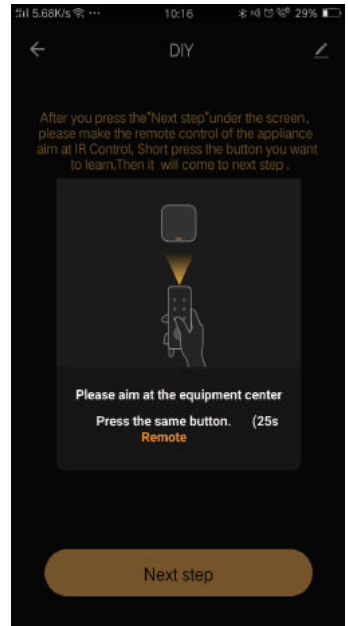 5.68K/s ... 10:16 29%
DIY
After you press the"Next step"under the screen,
please make the remote control of the appliance
aim at IR Control, Short press the button you want
to learn,Then it will come to next step .
Please aim at the equipment center
Press the same button. (25s
Remote
Next step